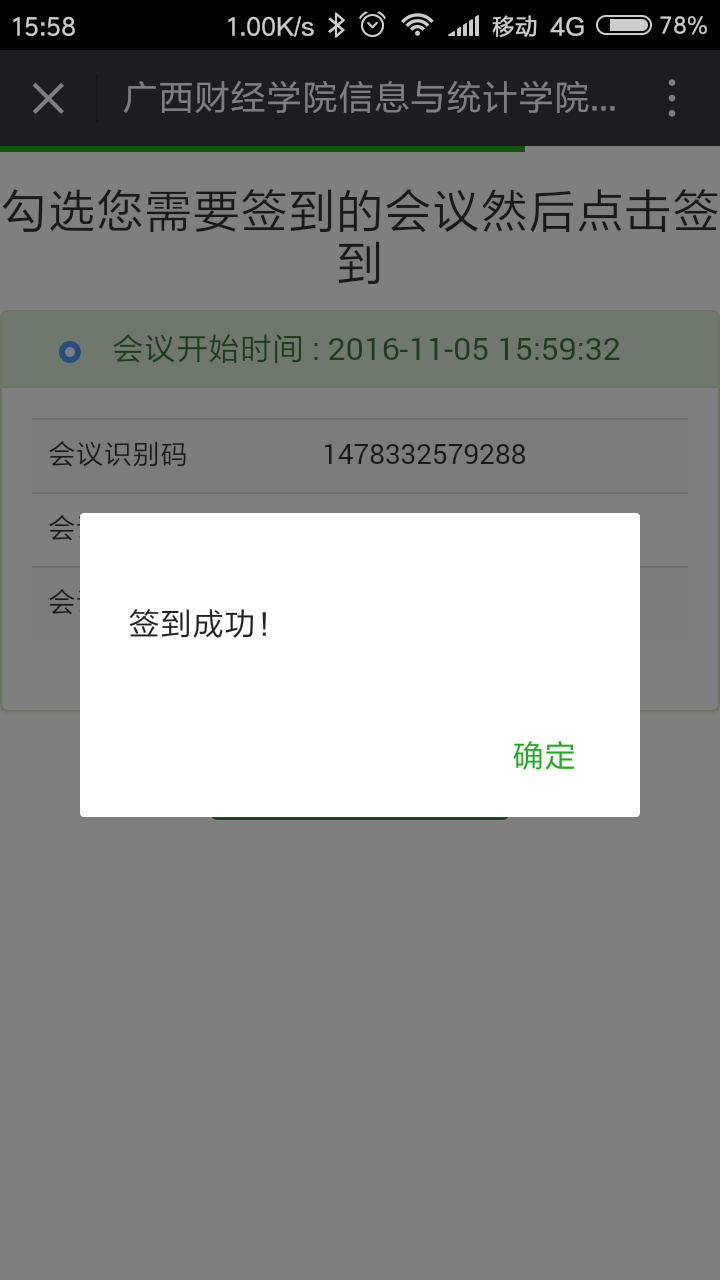 15:58 1.00K/s 移动 4G 78%
广西财经学院信息与统计学院...
勾选您需要签到的会议然后点击签
到
会议开始时间 : 2016-11-05 15:59:32
会议识别码 1478332579288
会
会
签到成功!
确定